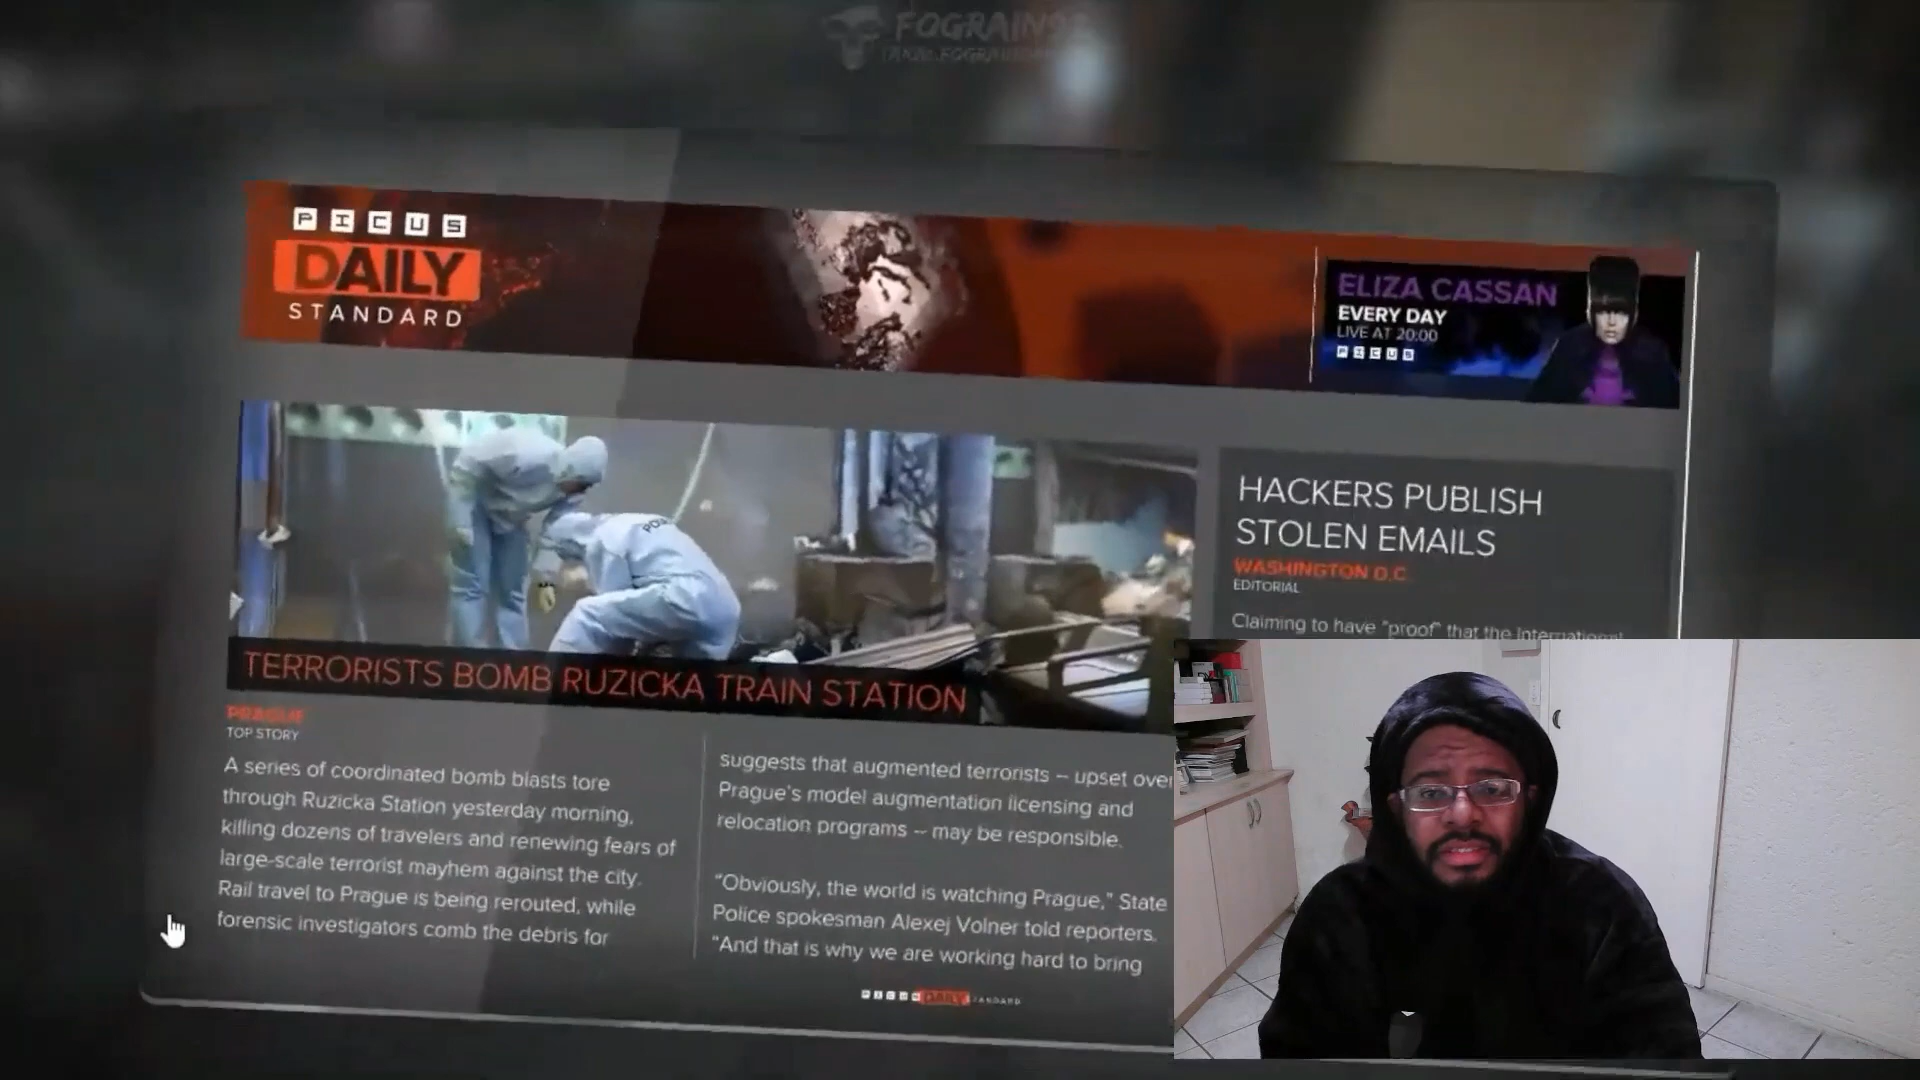 FOGRAIN
PICUS
DAILY
STANDARD
ELIZA CASSAN
EVERY DAY
LIVE AT 20:00
PICUS
HACKERS PUBLISH
STOLEN EMAILS
WASHINGTON D.C.
EDITORIAL
Claiming to have "proof" that the International
TERRORISTS BOMB RUZICKA TRAIN STATION
PRAGUE
TOP STORY
A series of coordinated bomb blasts tore
through Ruzicka Station yesterday morning,
killing dozens of travelers and renewing fears of
large-scale terrorist mayhem against the city.
Rail travel to Prague is being rerouted, while
forensic investigators comb the debris for
suggests that augmented terrorists – upset over
Prague's model augmentation licensing and
relocation programs – may be responsible.
"Obviously, the world is watching Prague," State
Police spokesman Alexej Volner told reporters.
"And that is why we are working hard to bring
PICUS DAILY STANDARD